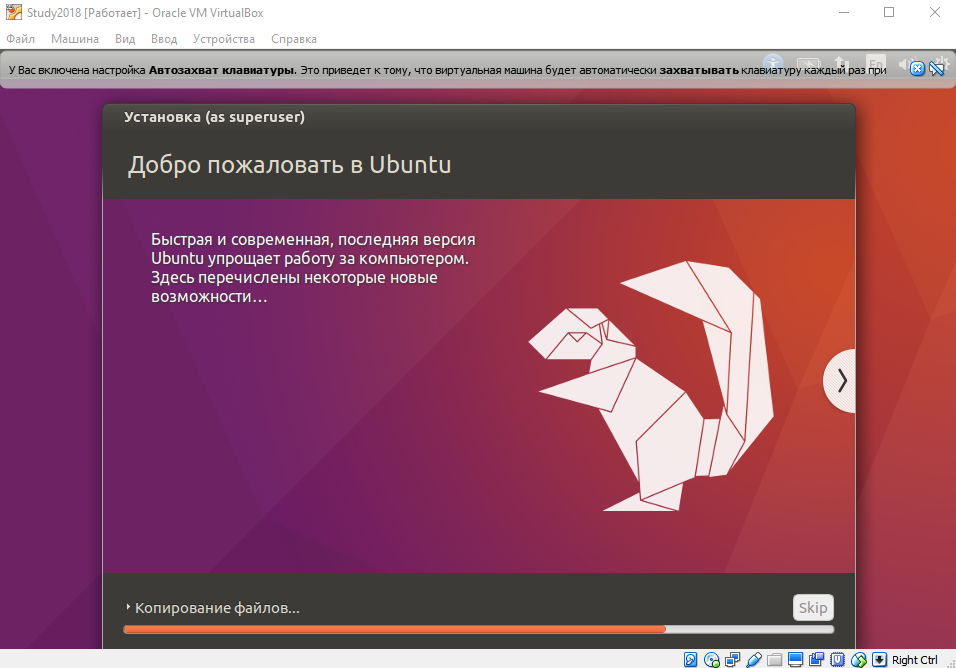 Study2018 [Работает] - Oracle VM VirtualBox
Файл Машина Вид Ввод Устройства Справка
У Вас включена настройка Автозахват клавиатуры. Это приведет к тому, что виртуальная машина будет автоматически захватывать клавиатуру каждый раз при
En
Установка (as superuser)
Добро пожаловать в Ubuntu
Быстрая и современная, последняя версия
Ubuntu упрощает работу за компьютером.
Здесь перечислены некоторые новые
возможности…
Копирование файлов...
Skip
Right Ctrl